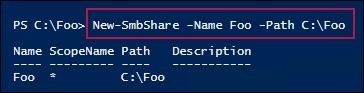 PS C:\Foo> New-SmbShare -Name Foo -Path C:\Foo
Name ScopeName Path Description
---- --------- ---- -----------
Foo * C:\Foo